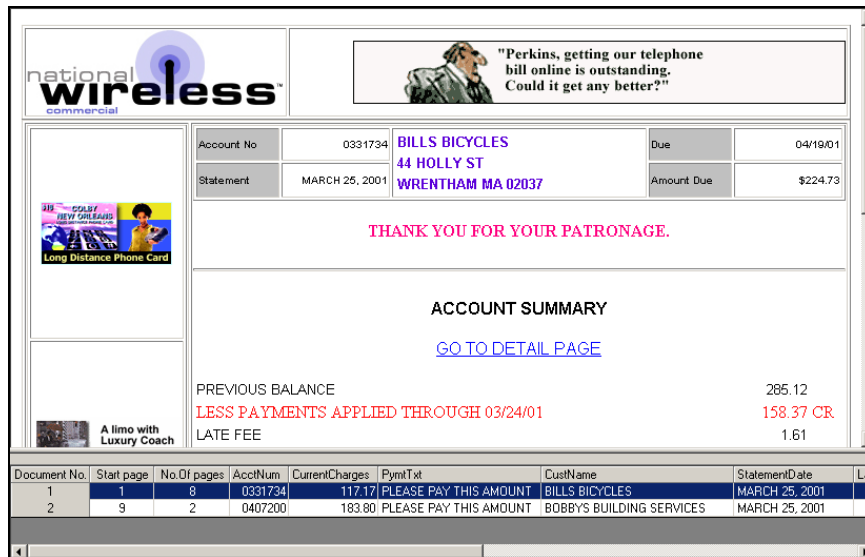 national
wireless
commercial
"Perkins, getting our telephone
bill online is outstanding.
Could it get any better?"
Account No 0331734
BILLS BICYCLES
44 HOLLY ST
WRENTHAM MA 02037
Due 04/19/01
Statement MARCH 25, 2001
Amount Due $224.73
COLBY
NEW ORLEANS
Long Distance Phone Card
THANK YOU FOR YOUR PATRONAGE.
ACCOUNT SUMMARY
GO TO DETAIL PAGE
PREVIOUS BALANCE 285.12
LESS PAYMENTS APPLIED THROUGH 03/24/01 158.37 CR
LATE FEE 1.61
A limo with
Luxury Coach
Document No. Start page No.Of pages AcctNum CurrentCharges PymtTxt CustName StatementDate
1 1 8 0331734 117.17 PLEASE PAY THIS AMOUNT BILLS BICYCLES MARCH 25, 2001
2 9 2 0407200 183.80 PLEASE PAY THIS AMOUNT BOBBYS BUILDING SERVICES MARCH 25, 2001